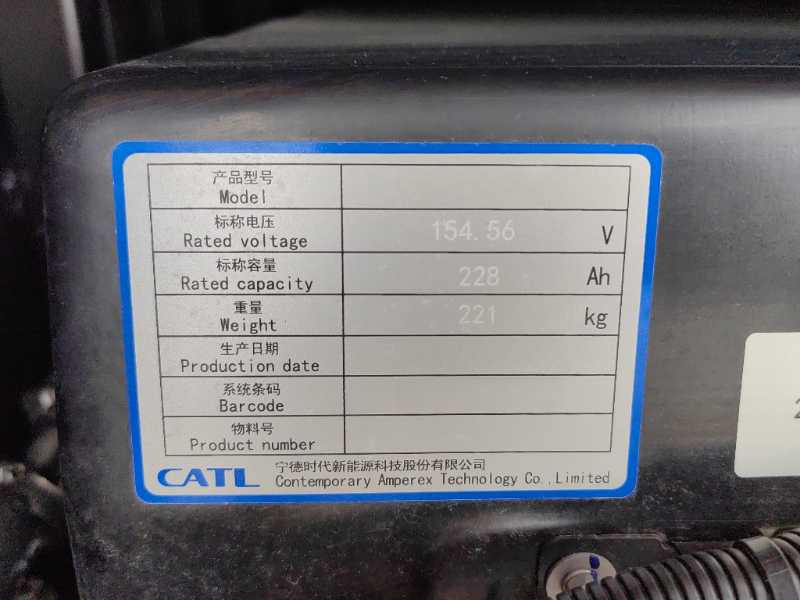 产品型号
Model
标称电压
Rated voltage
154.56 V
标称容量
Rated capacity
228 Ah
重量
Weight
221 kg
生产日期
Production date
系统条码
Barcode
物料号
Product number
CATL
宁德时代新能源科技股份有限公司
Contemporary Amperex Technology Co.,Limited
2